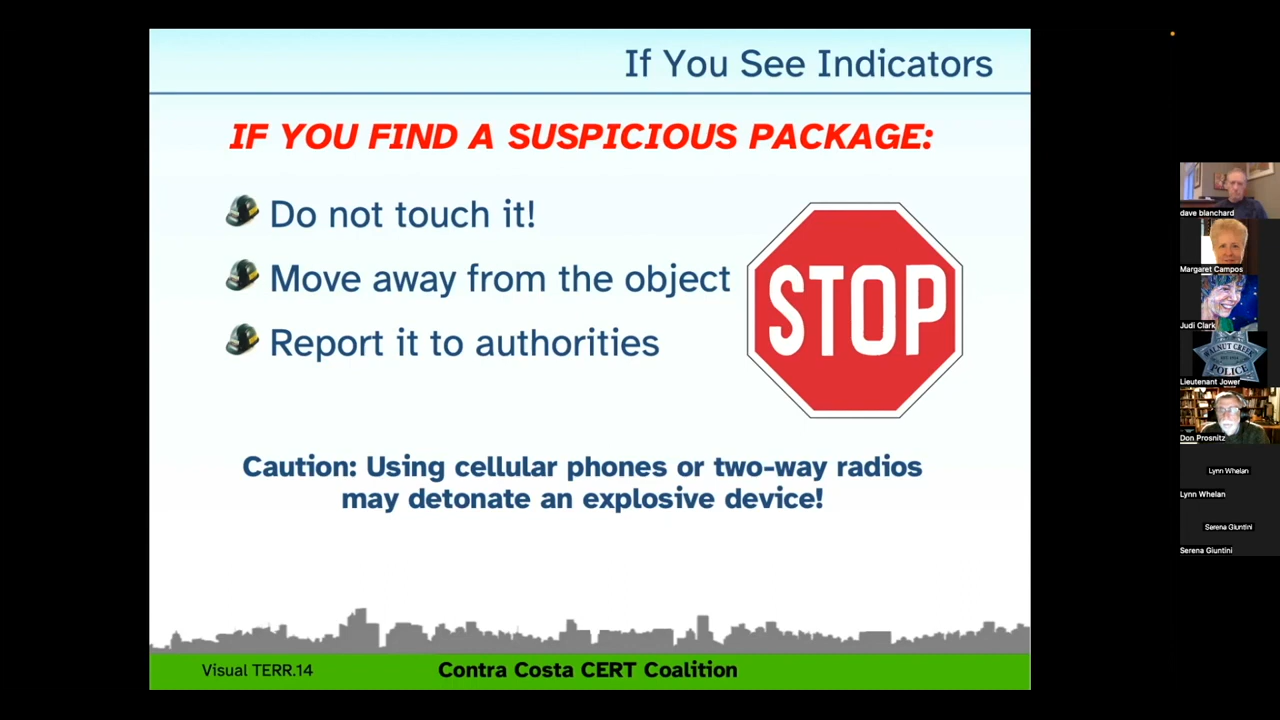 If You See Indicators
IF YOU FIND A SUSPICIOUS PACKAGE:
Do not touch it!
Move away from the object
Report it to authorities
STOP
Caution: Using cellular phones or two-way radios
may detonate an explosive device!
Visual TERR.14
Contra Costa CERT Coalition
dave blanchard
Margaret Campos
Judi Clark
WALNUT CREEK
POLICE
Lieutenant Jower
Don Prosnitz
Lynn Whelan
Lynn Whelan
Serena Giuntini
Serena Giuntini